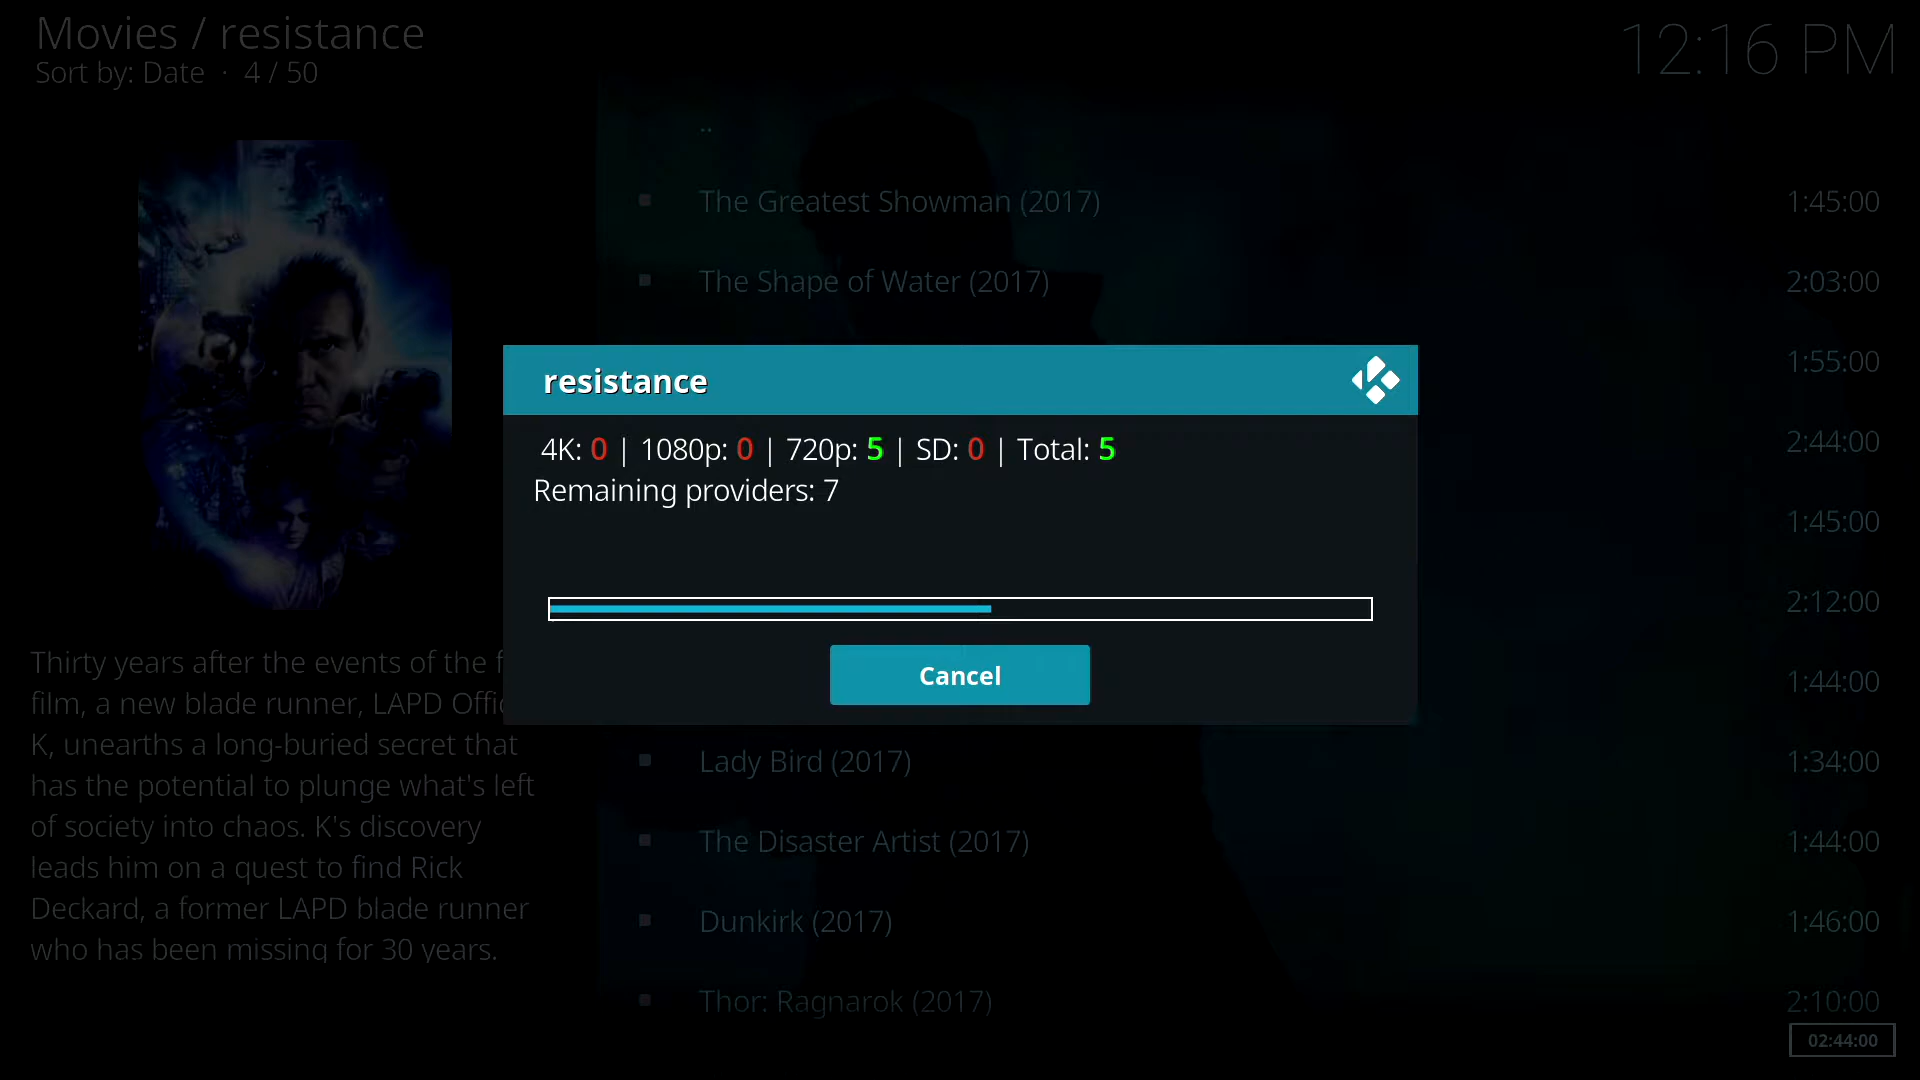 Movies / resistance
Sort by: Date · 4 / 50
12:16 PM
..
The Greatest Showman (2017) 1:45:00
The Shape of Water (2017) 2:03:00
1:55:00
2:44:00
1:45:00
2:12:00
1:44:00
resistance
4K: 0 | 1080p: 0 | 720p: 5 | SD: 0 | Total: 5
Remaining providers: 7
Cancel
Thirty years after the events of the
film, a new blade runner, LAPD
K, unearths a long-buried secret that
has the potential to plunge what's left
of society into chaos. K's discovery
leads him on a quest to find Rick
Deckard, a former LAPD blade runner
who has been missing for 30 years.
Lady Bird (2017) 1:34:00
The Disaster Artist (2017) 1:44:00
Dunkirk (2017) 1:46:00
Thor: Ragnarok (2017) 2:10:00
02:44:00